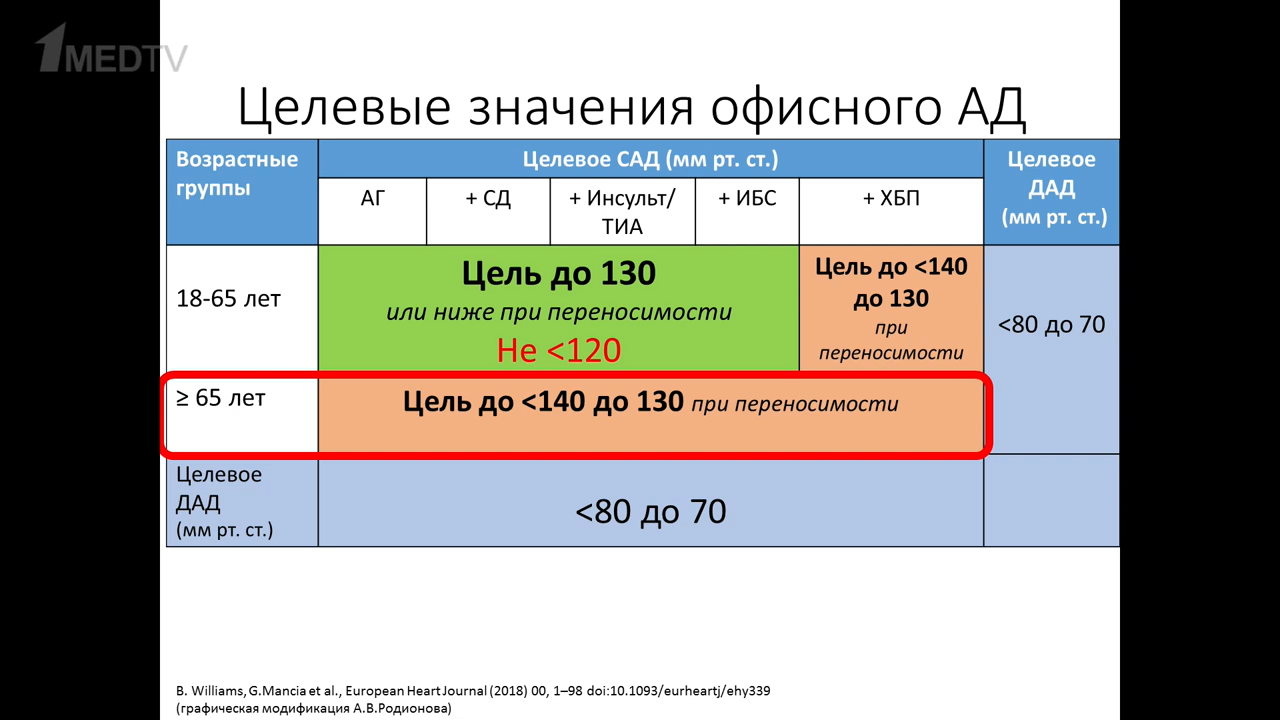 1MEDTV
Целевые значения офисного АД
Возрастные
группы
Целевое САД (мм рт. ст.)
Целевое
ДАД
(мм рт. ст.)
АГ
+ СД
+ Инсульт/
ТИА
+ ИБС
+ ХБП
18-65 лет
Цель до 130
или ниже при переносимости
Не <120
Цель до <140
до 130
при
переносимости
<80 до 70
≥ 65 лет
Цель до <140 до 130 при переносимости
Целевое
ДАД
(мм рт. ст.)
<80 до 70
B. Williams, G.Mancia et al., European Heart Journal (2018) 00, 1–98 doi:10.1093/eurheartj/ehy339
(графическая модификация А.В.Родионова)